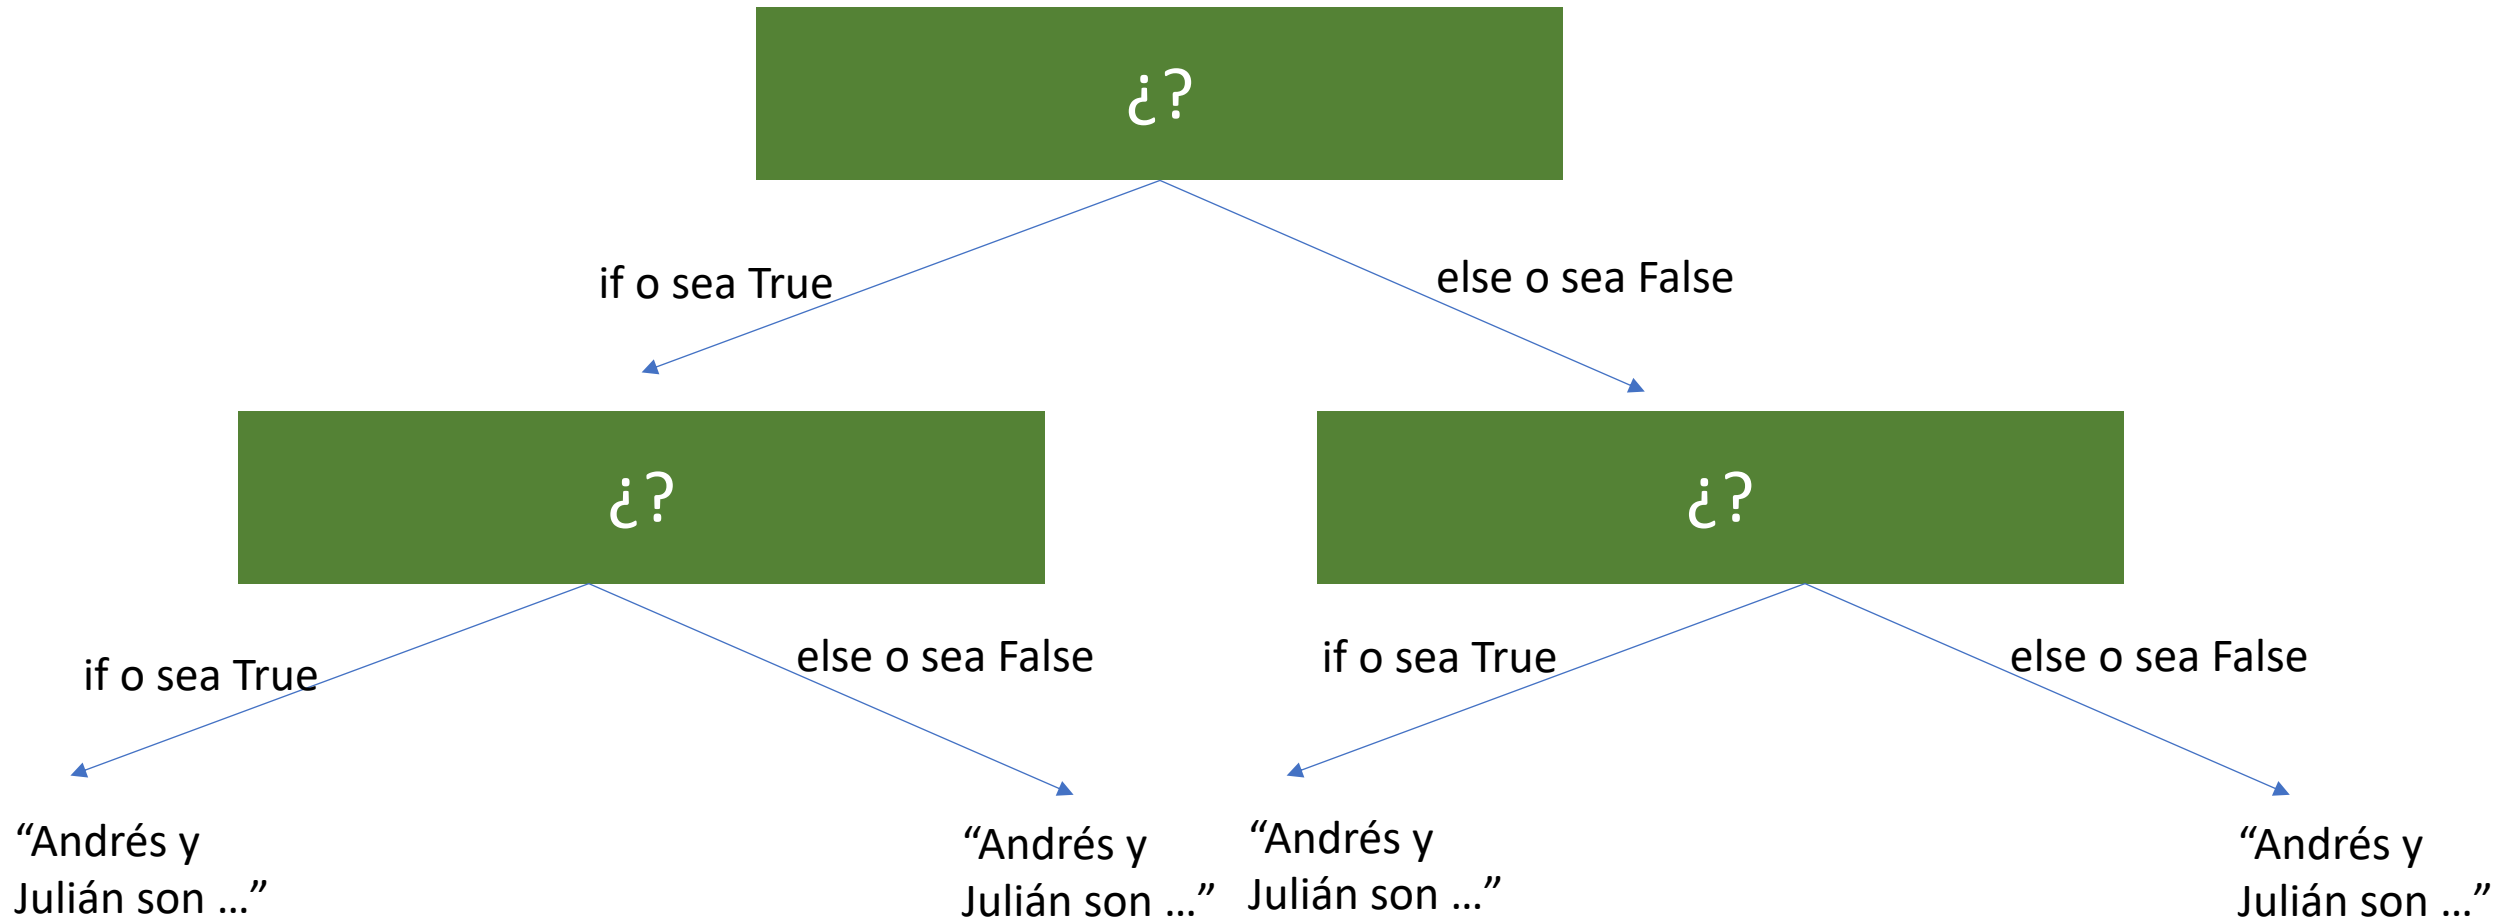 ¿?
if o sea True
else o sea False
¿?
¿?
if o sea True
else o sea False
if o sea True
else o sea False
“Andrés y
Julián son …”
“Andrés y
Julián son …”
“Andrés y
Julián son …”
“Andrés y
Julián son …”